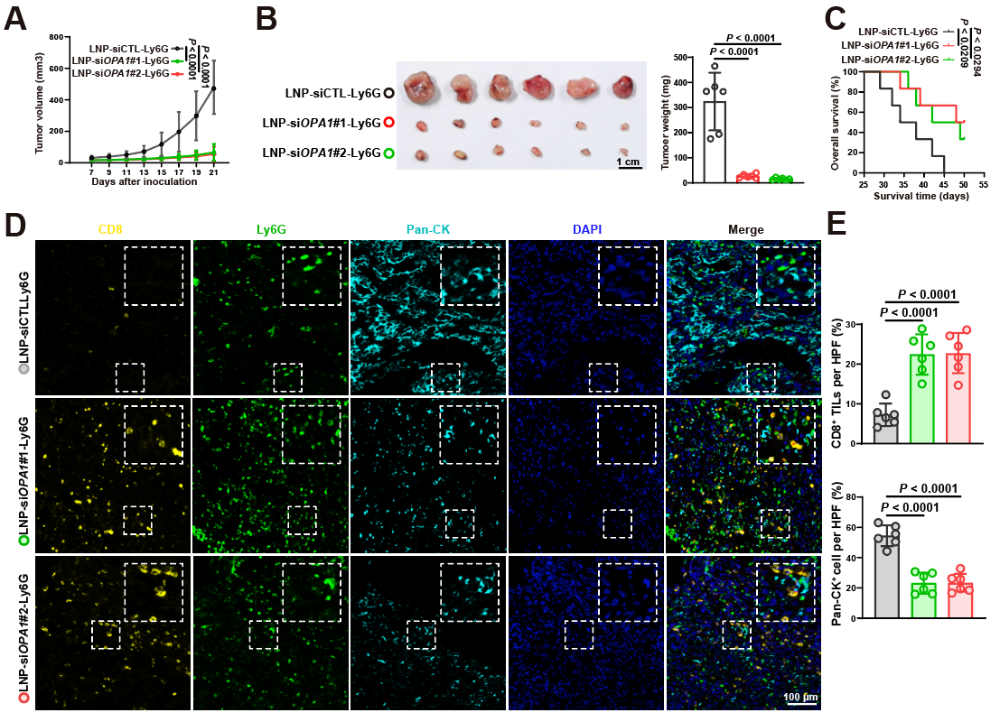 A
Tumor volume (mm3)
800
600
400
200
0
7 9 11 13 15 17 19 21
Days after inoculation
LNP-siCTL-Ly6G
LNP-siOPA1#1-Ly6G
LNP-siOPA1#2-Ly6G
P < 0.0001
P < 0.0001
B
LNP-siCTL-Ly6G
LNP-siOPA1#1-Ly6G
LNP-siOPA1#2-Ly6G
1 cm
Tumoer weight (mg)
500
400
300
200
100
0
P < 0.0001
P < 0.0001
C
LNP-siCTL-Ly6G
LNP-siOPA1#1-Ly6G
LNP-siOPA1#2-Ly6G
P < 0.0209
P < 0.0294
Overall survival (%)
100
80
60
40
20
0
25 30 35 40 45 50 55
Survival time (days)
D
CD8 Ly6G Pan-CK DAPI Merge
LNP-siCTLLy6G
LNP-siOPA1#1-Ly6G
LNP-siOPA1#2-Ly6G
100 μm
E
CD8⁺ TILs per HPF (%)
30
20
10
0
P < 0.0001
P < 0.0001
Pan-CK⁺ cell per HPF (%)
80
60
40
20
0
P < 0.0001
P < 0.0001